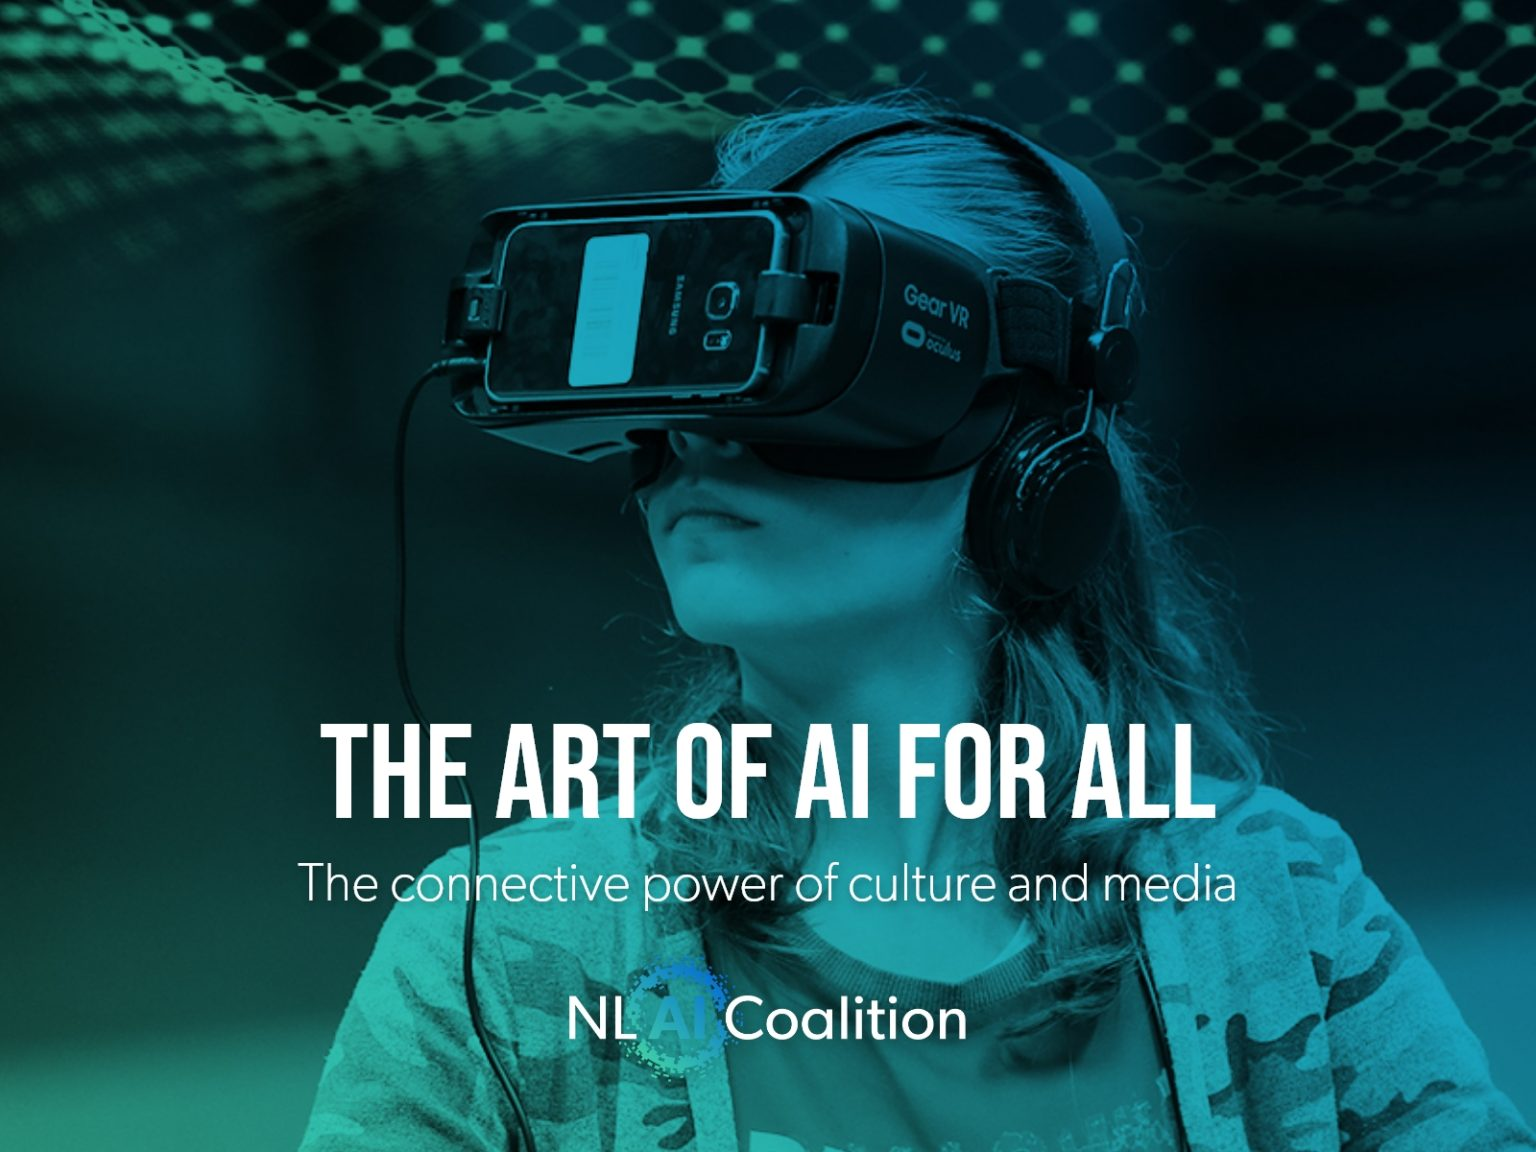 SAMSUNG
Gear VR
oculus
THE ART OF AI FOR ALL
The connective power of culture and media
NL AI Coalition